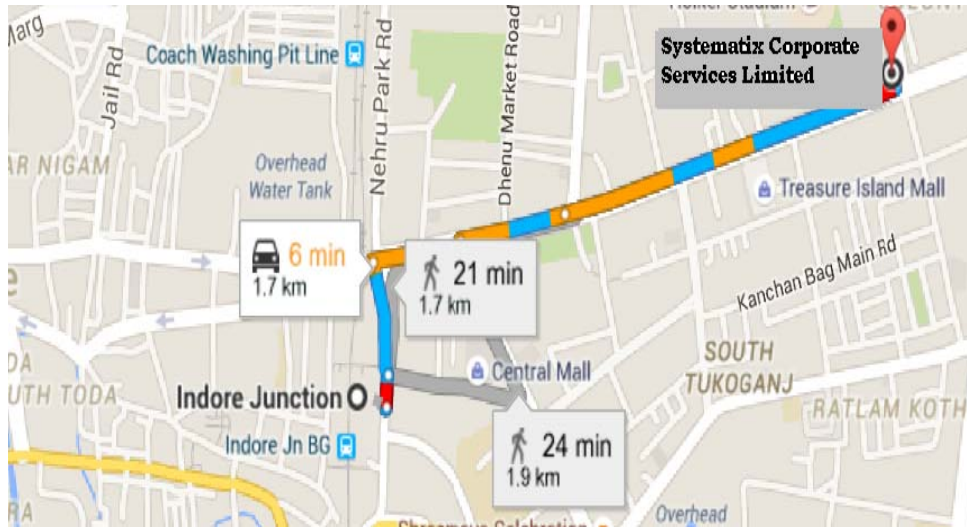 Marg
Jail Rd
Coach Washing Pit Line
Nehru Park Rd
Dhenu Market Road
Systematix Corporate
Services Limited
AR NIGAM
Overhead
Water Tank
Treasure Island Mall
6 min
1.7 km
21 min
1.7 km
Kanchan Bag Main Rd
Central Mall
SOUTH
TUKOGANJ
Indore Junction
UTH TODA
RATLAM KOTH
Indore Jn BG
24 min
1.9 km
Overhead